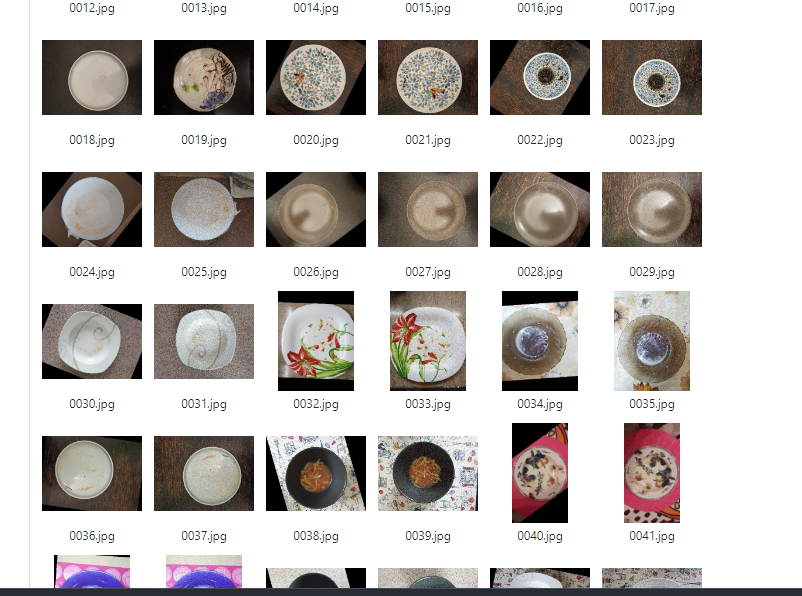 0012.jpg 0013.jpg 0014.jpg 0015.jpg 0016.jpg 0017.jpg
0018.jpg 0019.jpg 0020.jpg 0021.jpg 0022.jpg 0023.jpg
0024.jpg 0025.jpg 0026.jpg 0027.jpg 0028.jpg 0029.jpg
0030.jpg 0031.jpg 0032.jpg 0033.jpg 0034.jpg 0035.jpg
0036.jpg 0037.jpg 0038.jpg 0039.jpg 0040.jpg 0041.jpg